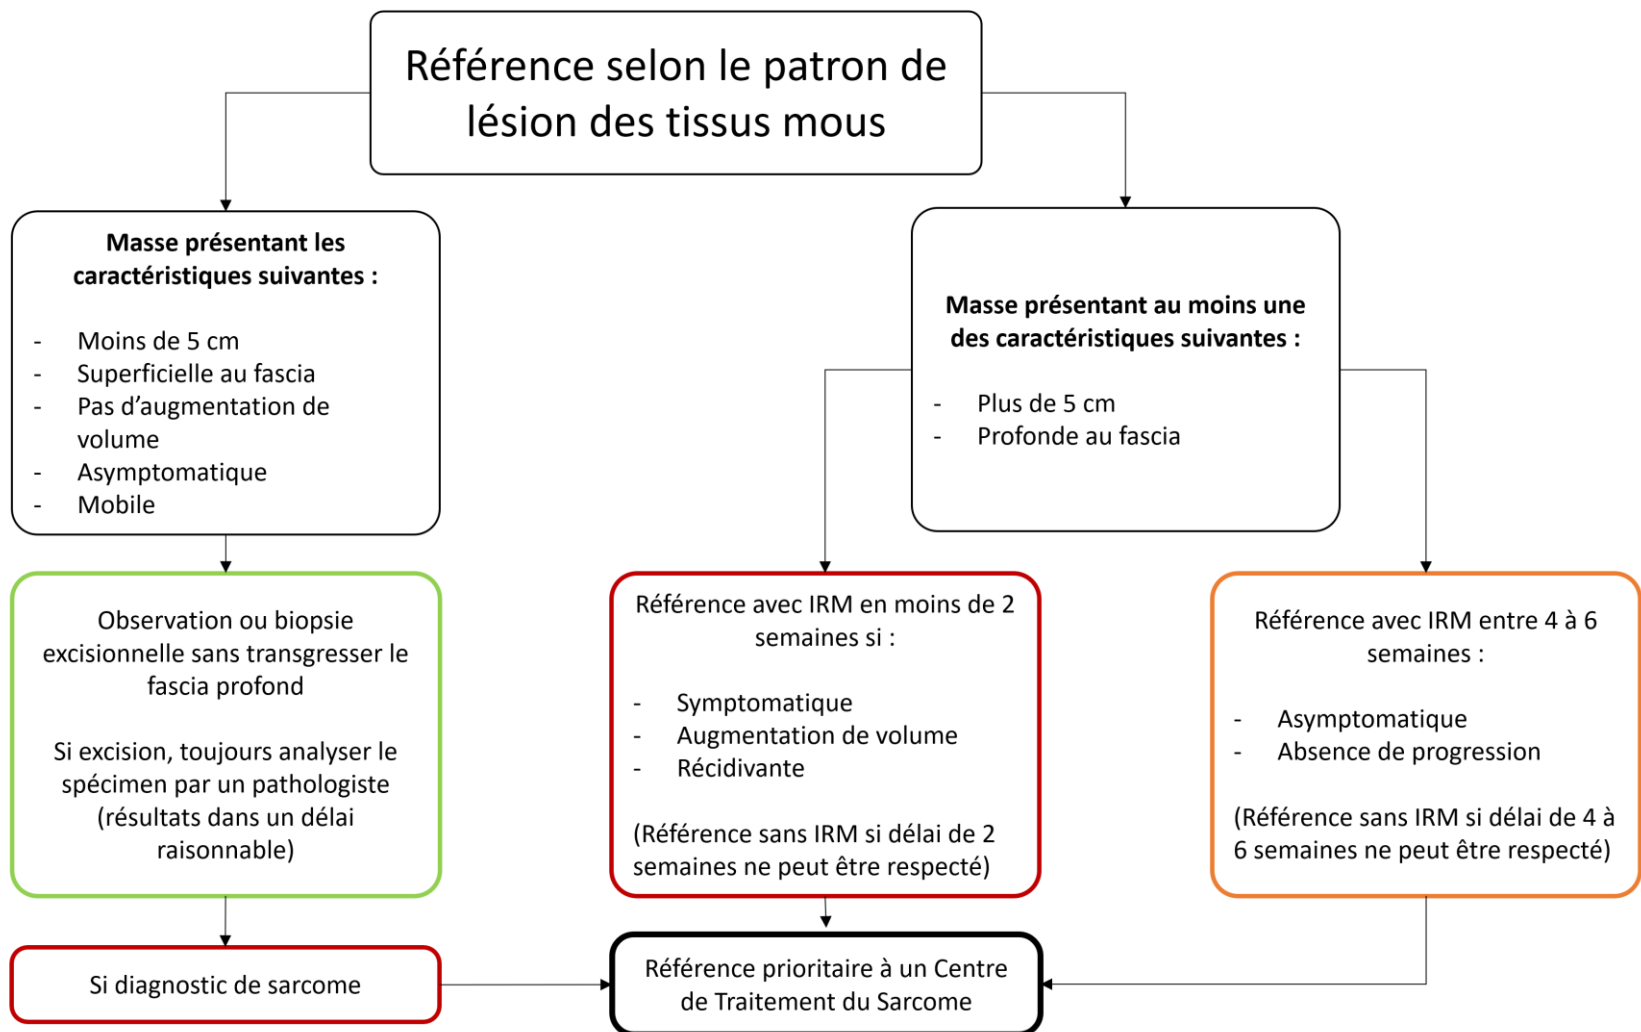 Référence selon le patron de
lésion des tissus mous
Masse présentant les
caractéristiques suivantes :
- Moins de 5 cm
- Superficielle au fascia
- Pas d’augmentation de
volume
- Asymptomatique
- Mobile
Masse présentant au moins une
des caractéristiques suivantes :
- Plus de 5 cm
- Profonde au fascia
Observation ou biopsie
excisionnelle sans transgresser le
fascia profond
Si excision, toujours analyser le
spécimen par un pathologiste
(résultats dans un délai
raisonnable)
Référence avec IRM en moins de 2
semaines si :
- Symptomatique
- Augmentation de volume
- Récidivante
(Référence sans IRM si délai de 2
semaines ne peut être respecté)
Référence avec IRM entre 4 à 6
semaines :
- Asymptomatique
- Absence de progression
(Référence sans IRM si délai de 4 à
6 semaines ne peut être respecté)
Si diagnostic de sarcome
Référence prioritaire à un Centre
de Traitement du Sarcome